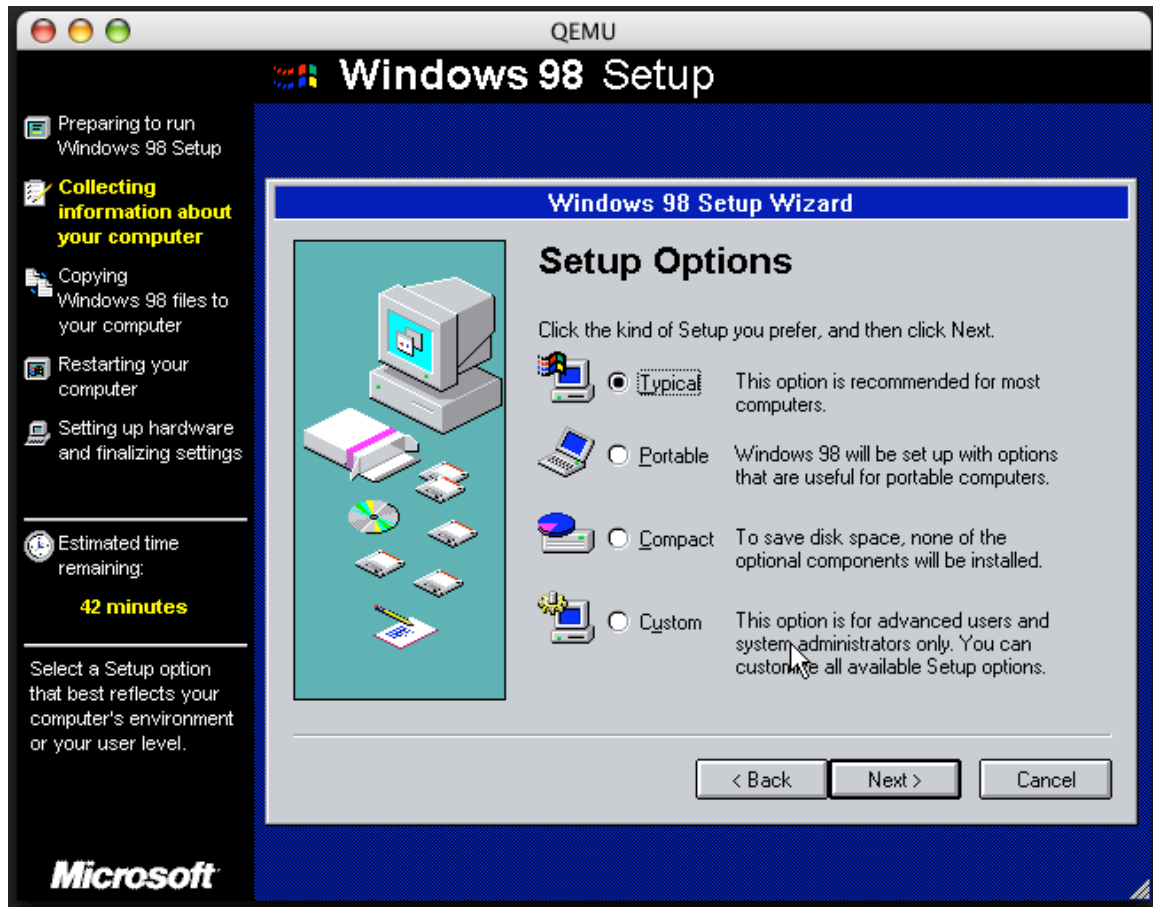 QEMU
Windows 98 Setup
Preparing to run
Windows 98 Setup
Collecting
information about
your computer
Copying
Windows 98 files to
your computer
Restarting your
computer
Setting up hardware
and finalizing settings
Estimated time
remaining:
42 minutes
Select a Setup option
that best reflects your
computer's environment
or your user level.
Microsoft
Windows 98 Setup Wizard
Setup Options
Click the kind of Setup you prefer, and then click Next.
Typical
This option is recommended for most
computers.
Portable
Windows 98 will be set up with options
that are useful for portable computers.
Compact
To save disk space, none of the
optional components will be installed.
Custom
This option is for advanced users and
system administrators only. You can
customize all available Setup options.
< Back
Next >
Cancel